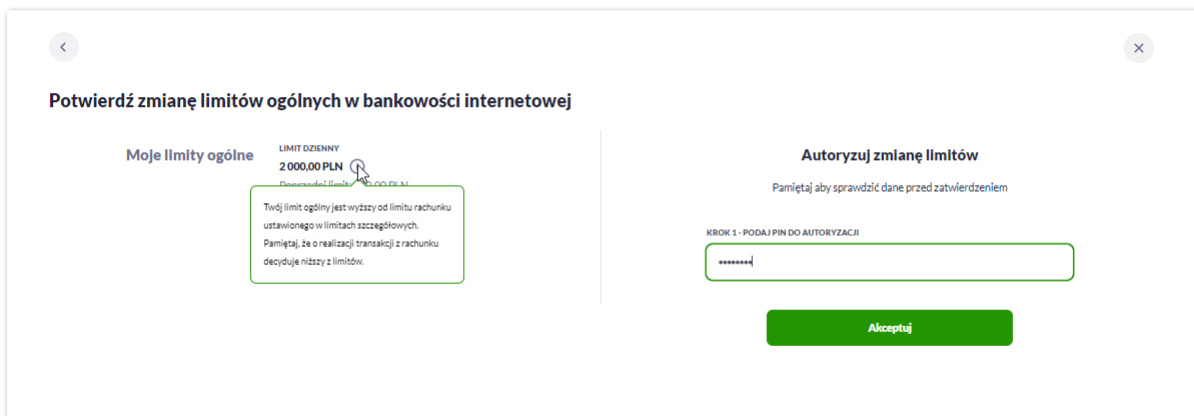 Potwierdź zmianę limitów ogólnych w bankowości internetowej
Moje limity ogólne
LIMIT DZIENNY
2 000,00 PLN
Twój limit ogólny jest wyższy od limitu rachunku
ustawionego w limitach szczegółowych.
Pamiętaj, że o realizacji transakcji z rachunku
decyduje niższy z limitów.
Autoryzuj zmianę limitów
Pamiętaj aby sprawdzić dane przed zatwierdzeniem
KROK 1 - PODAJ PIN DO AUTORYZACJI
••••••••
Akceptuj